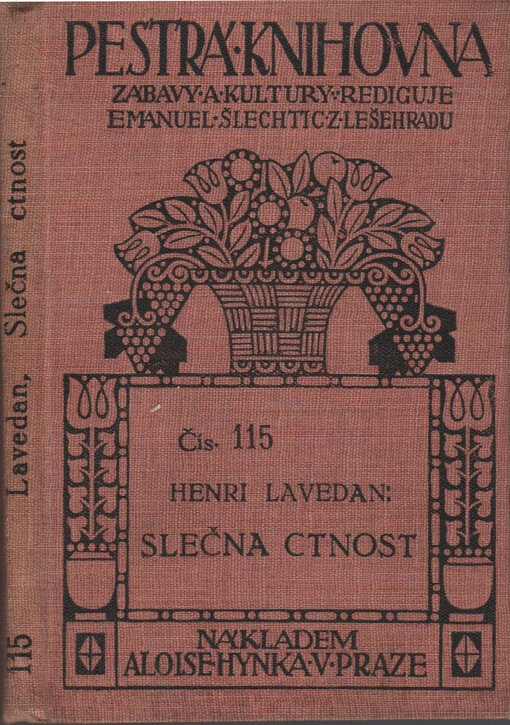 PESTRÁ·KNIHOVNA
ZÁBAVY·A·KULTURY·REDIGUJE
EMANUEL·ŠLECHTIC·Z·LEŠEHRADU
Čís. 115
HENRI LAVEDAN:
SLEČNA CTNOST
NÁKLADEM
ALOISE·HYNKA·V·PRAZE
115 Lavedan, Slečna ctnost